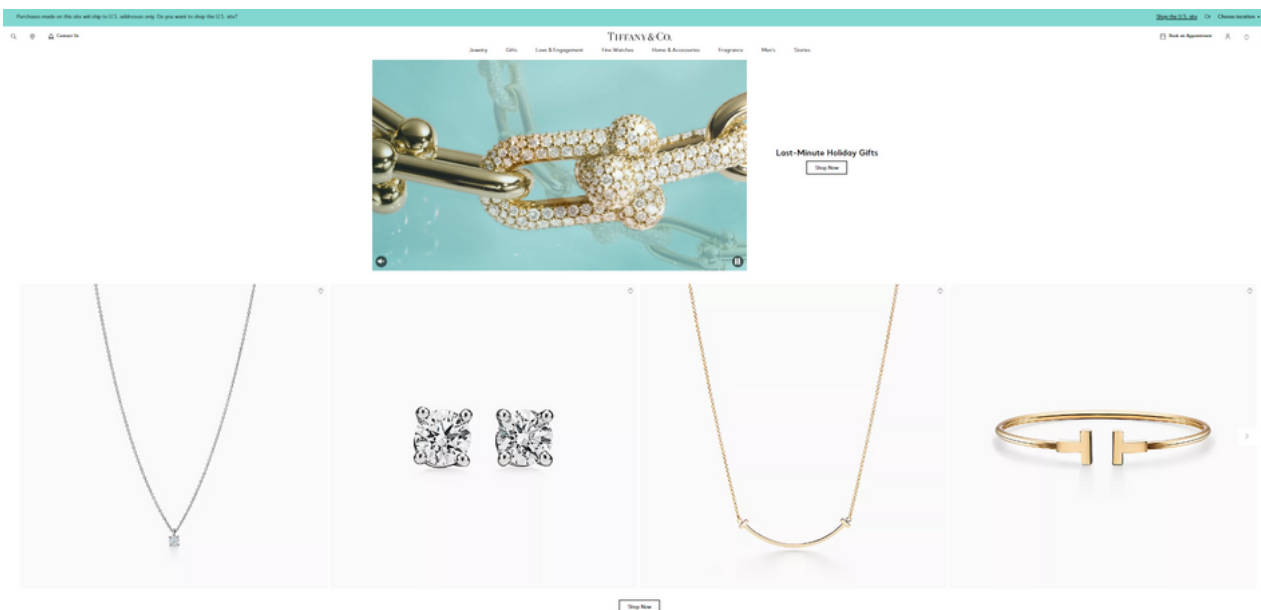 Purchases made on this site will ship to U.S. addresses only. Do you want to shop the U.S. site?
Shop the U.S. site Or Choose location
Contact Us
TIFFANY & CO.
Book an Appointment
Jewelry Gifts Love & Engagement Fine Watches Home & Accessories Fragrance Men's Stories
Last-Minute Holiday Gifts
Shop Now
Shop Now